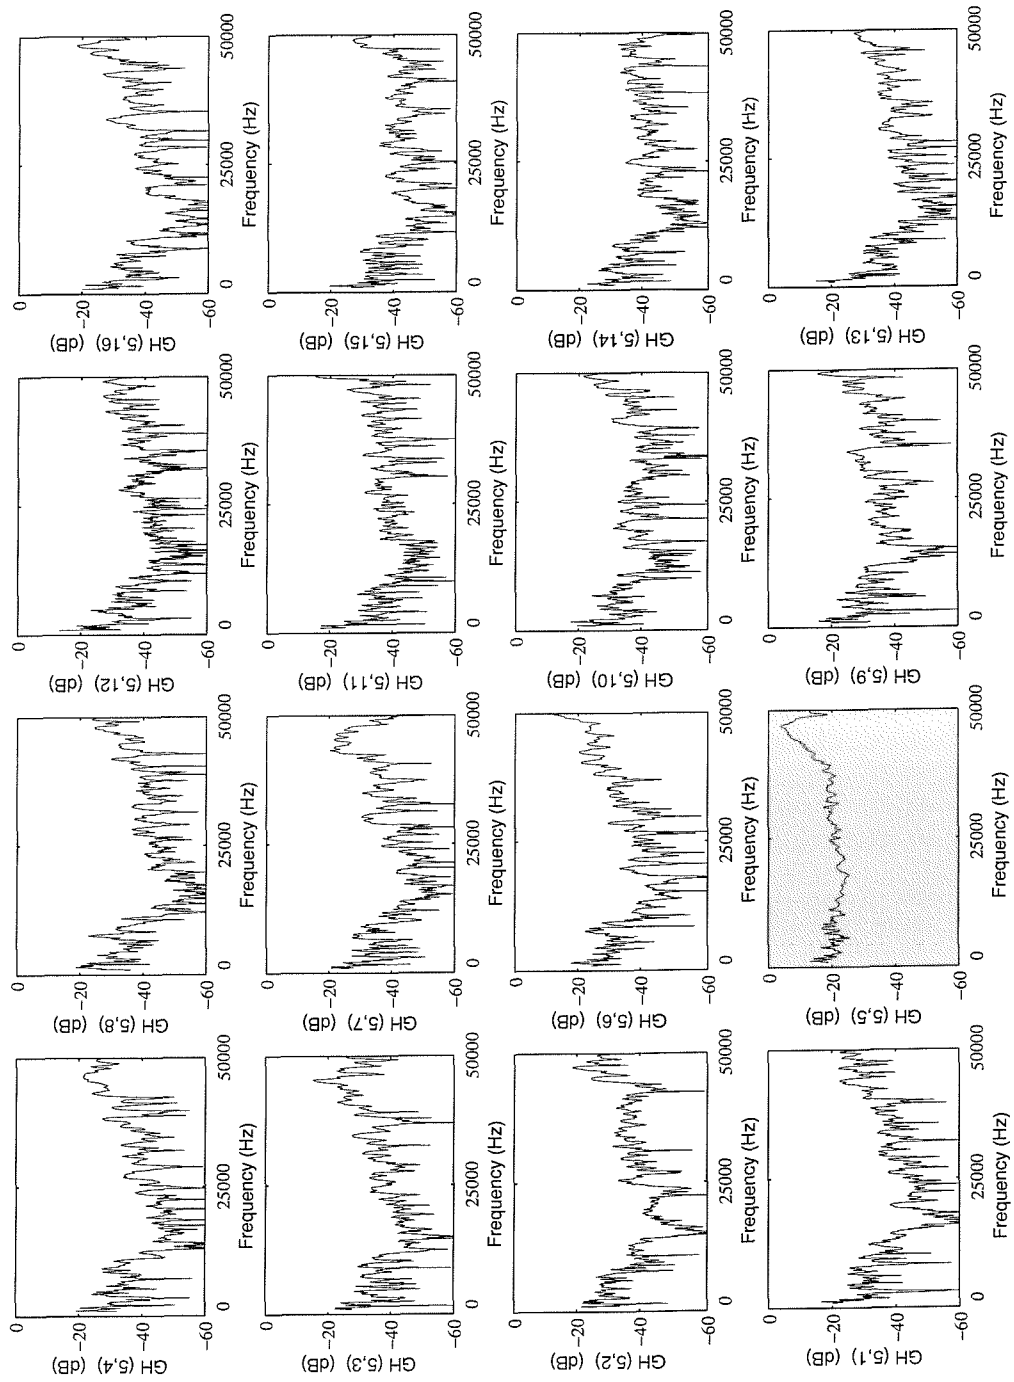 GH (5,4) (dB)
0
−20
−40
−60
0 25000 50000
Frequency (Hz)
GH (5,8) (dB)
0
−20
−40
−60
0 25000 50000
Frequency (Hz)
GH (5,12) (dB)
0
−20
−40
−60
0 25000 50000
Frequency (Hz)
GH (5,16) (dB)
0
−20
−40
−60
0 25000 50000
Frequency (Hz)
GH (5,3) (dB)
0
−20
−40
−60
0 25000 50000
Frequency (Hz)
GH (5,7) (dB)
0
−20
−40
−60
0 25000 50000
Frequency (Hz)
GH (5,11) (dB)
0
−20
−40
−60
0 25000 50000
Frequency (Hz)
GH (5,15) (dB)
0
−20
−40
−60
0 25000 50000
Frequency (Hz)
GH (5,2) (dB)
0
−20
−40
−60
0 25000 50000
Frequency (Hz)
GH (5,6) (dB)
0
−20
−40
−60
0 25000 50000
Frequency (Hz)
GH (5,10) (dB)
0
−20
−40
−60
0 25000 50000
Frequency (Hz)
GH (5,14) (dB)
0
−20
−40
−60
0 25000 50000
Frequency (Hz)
GH (5,1) (dB)
0
−20
−40
−60
0 25000 50000
Frequency (Hz)
GH (5,5) (dB)
0
−20
−40
−60
0 25000 50000
Frequency (Hz)
GH (5,9) (dB)
0
−20
−40
−60
0 25000 50000
Frequency (Hz)
GH (5,13) (dB)
0
−20
−40
−60
0 25000 50000
Frequency (Hz)